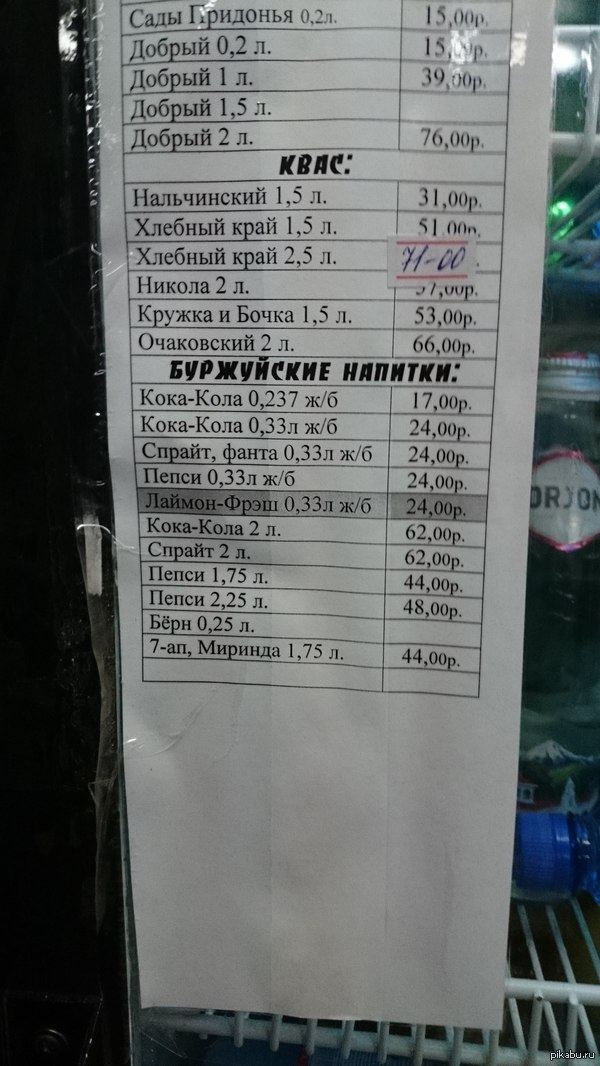 Сады Придонья 0,2л. 15,00р.
Добрый 0,2 л. 15,00р.
Добрый 1 л. 39,00р.
Добрый 1,5 л.
Добрый 2 л. 76,00р.
КВАС:
Нальчинский 1,5 л. 31,00р.
Хлебный край 1,5 л. 51,00р.
Хлебный край 2,5 л. 71-00
Никола 2 л. 57,00р.
Кружка и Бочка 1,5 л. 53,00р.
Очаковский 2 л. 66,00р.
БУРЖУЙСКИЕ НАПИТКИ:
Кока-Кола 0,237 ж/б 17,00р.
Кока-Кола 0,33л ж/б 24,00р.
Спрайт, фанта 0,33л ж/б 24,00р.
Пепси 0,33л ж/б 24,00р.
Лаймон-Фрэш 0,33л ж/б 24,00р.
Кока-Кола 2 л. 62,00р.
Спрайт 2 л. 62,00р.
Пепси 1,75 л. 44,00р.
Пепси 2,25 л. 48,00р.
Бёрн 0,25 л.
7-ап, Миринда 1,75 л. 44,00р.
pikabu.ru